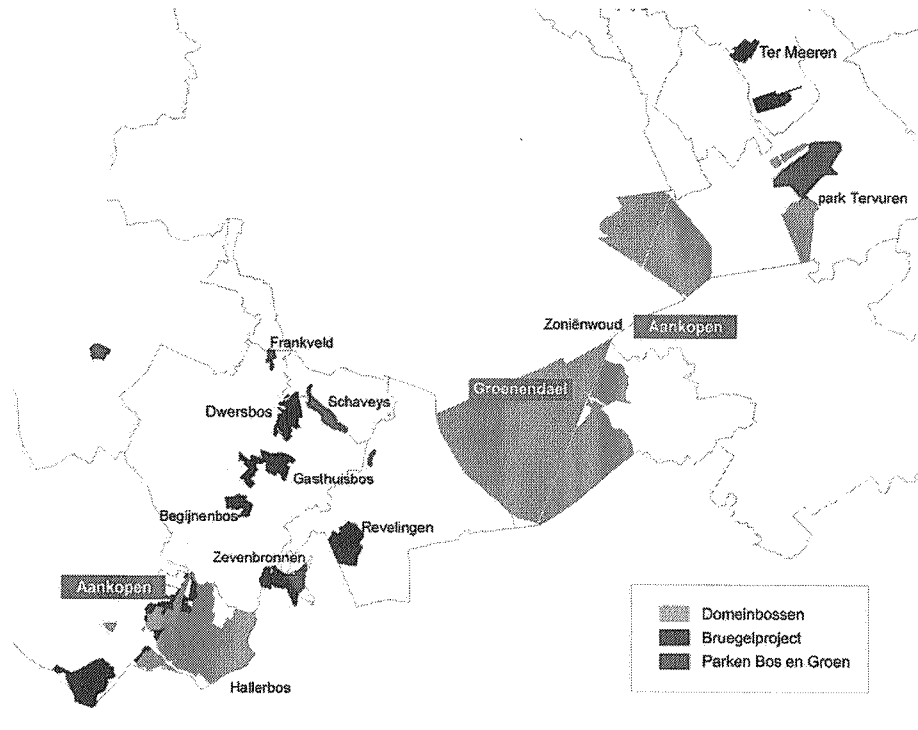 Ter Meeren
park Tervuren
Zoniënwoud
Aankopen
Frankveld
Groenendael
Schaveys
Dwersbos
Gasthuisbos
Begijnenbos
Revelingen
Zevenbronnen
Aankopen
Hallerbos
Domeinbossen
Bruegelproject
Parken Bos en Groen